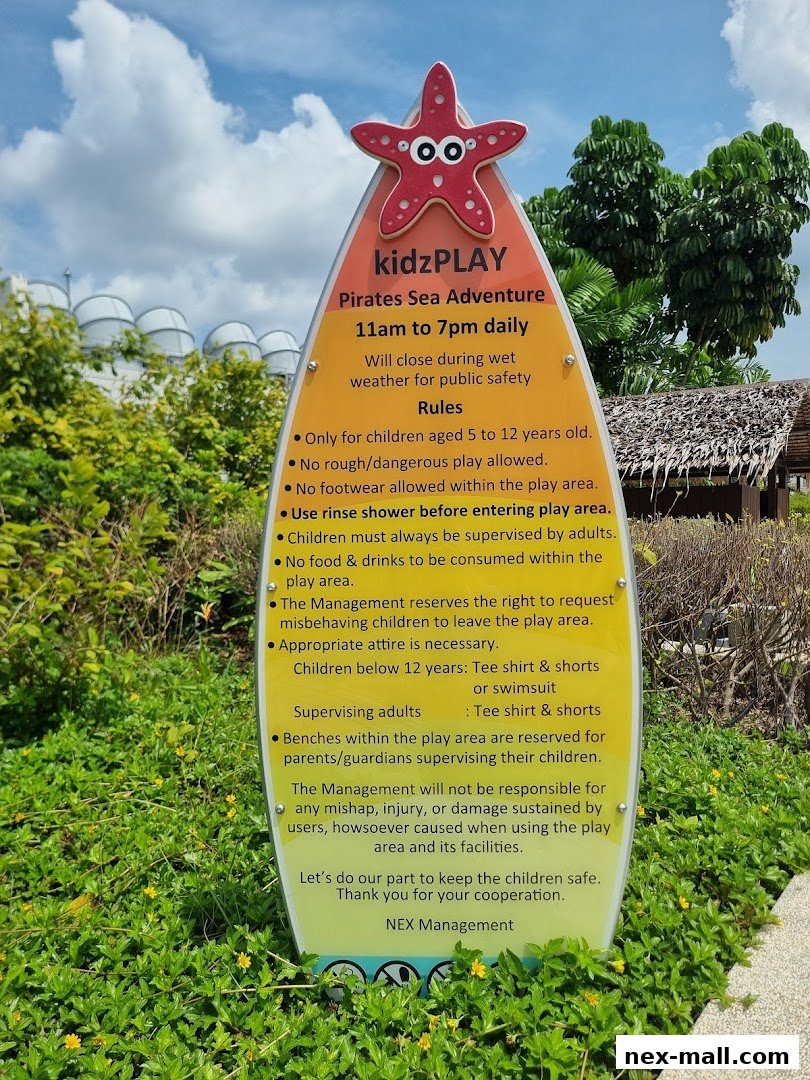 kidzPLAY
Pirates Sea Adventure
11am to 7pm daily
Will close during wet
weather for public safety
Rules
• Only for children aged 5 to 12 years old.
• No rough/dangerous play allowed.
• No footwear allowed within the play area.
• Use rinse shower before entering play area.
• Children must always be supervised by adults.
• No food & drinks to be consumed within the
play area.
• The Management reserves the right to request
misbehaving children to leave the play area.
• Appropriate attire is necessary.
Children below 12 years: Tee shirt & shorts
or swimsuit
Supervising adults : Tee shirt & shorts
• Benches within the play area are reserved for
parents/guardians supervising their children.
The Management will not be responsible for
any mishap, injury, or damage sustained by
users, howsoever caused when using the play
area and its facilities.
Let's do our part to keep the children safe.
Thank you for your cooperation.
NEX Management
nex-mall.com